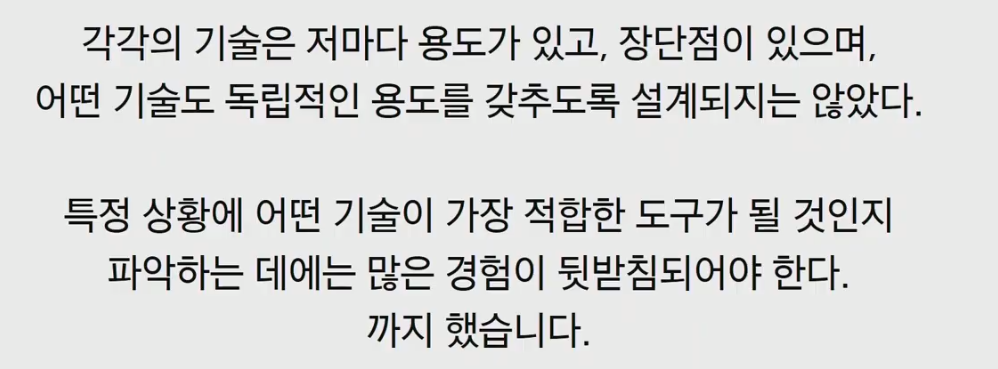 각각의 기술은 저마다 용도가 있고, 장단점이 있으며,
어떤 기술도 독립적인 용도를 갖추도록 설계되지는 않았다.
특정 상황에 어떤 기술이 가장 적합한 도구가 될 것인지
파악하는 데에는 많은 경험이 뒷받침되어야 한다.
까지 했습니다.